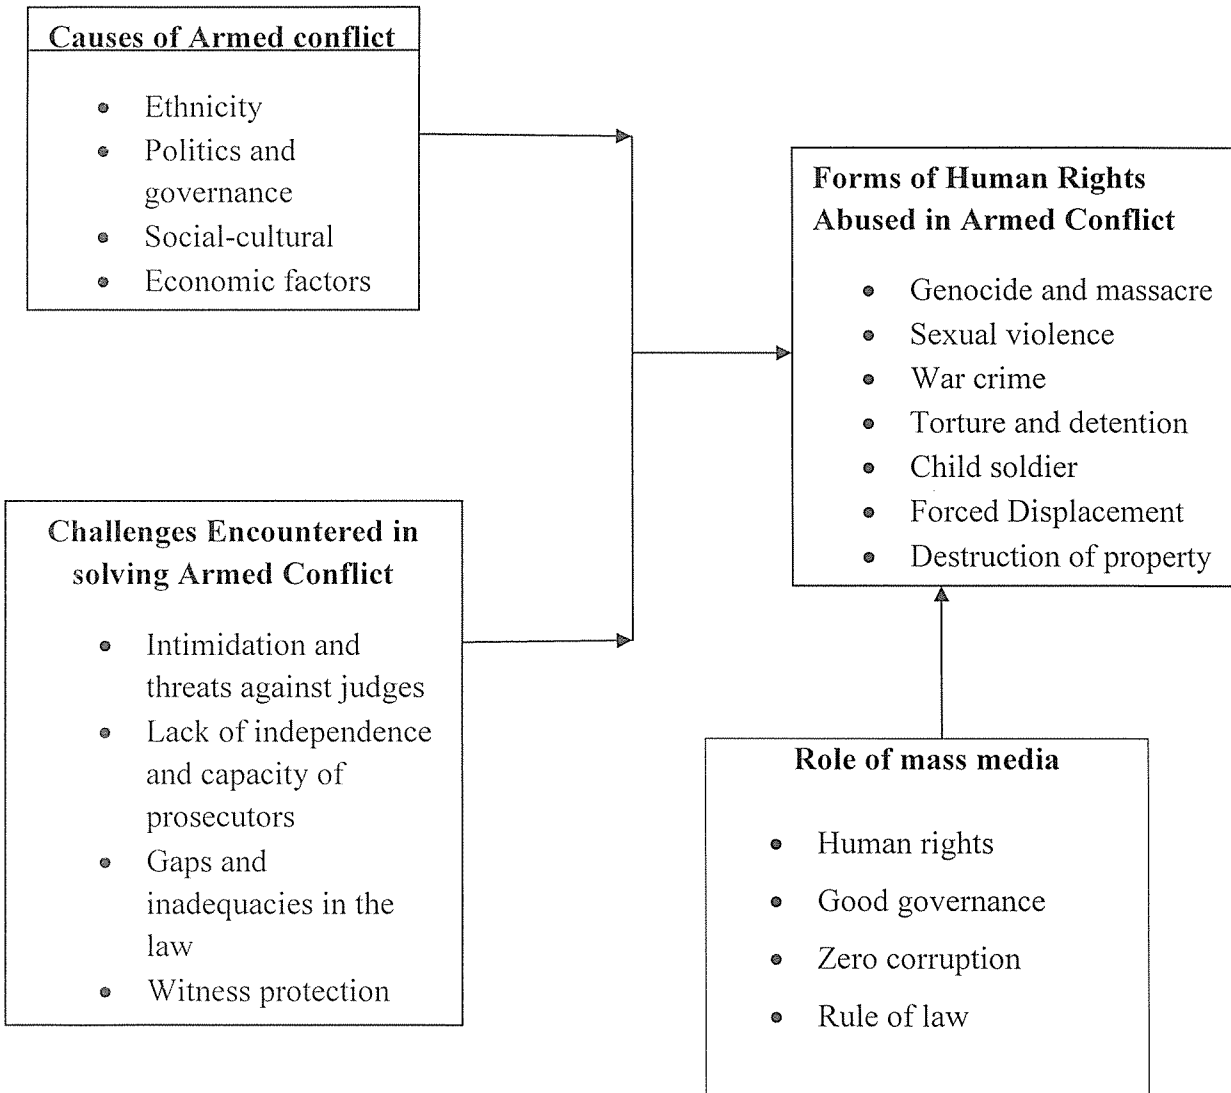 Causes of Armed conflict
• Ethnicity
• Politics and
governance
• Social-cultural
• Economic factors
Challenges Encountered in
solving Armed Conflict
• Intimidation and
threats against judges
• Lack of independence
and capacity of
prosecutors
• Gaps and
inadequacies in the
law
• Witness protection
Forms of Human Rights
Abused in Armed Conflict
• Genocide and massacre
• Sexual violence
• War crime
• Torture and detention
• Child soldier
• Forced Displacement
• Destruction of property
Role of mass media
• Human rights
• Good governance
• Zero corruption
• Rule of law